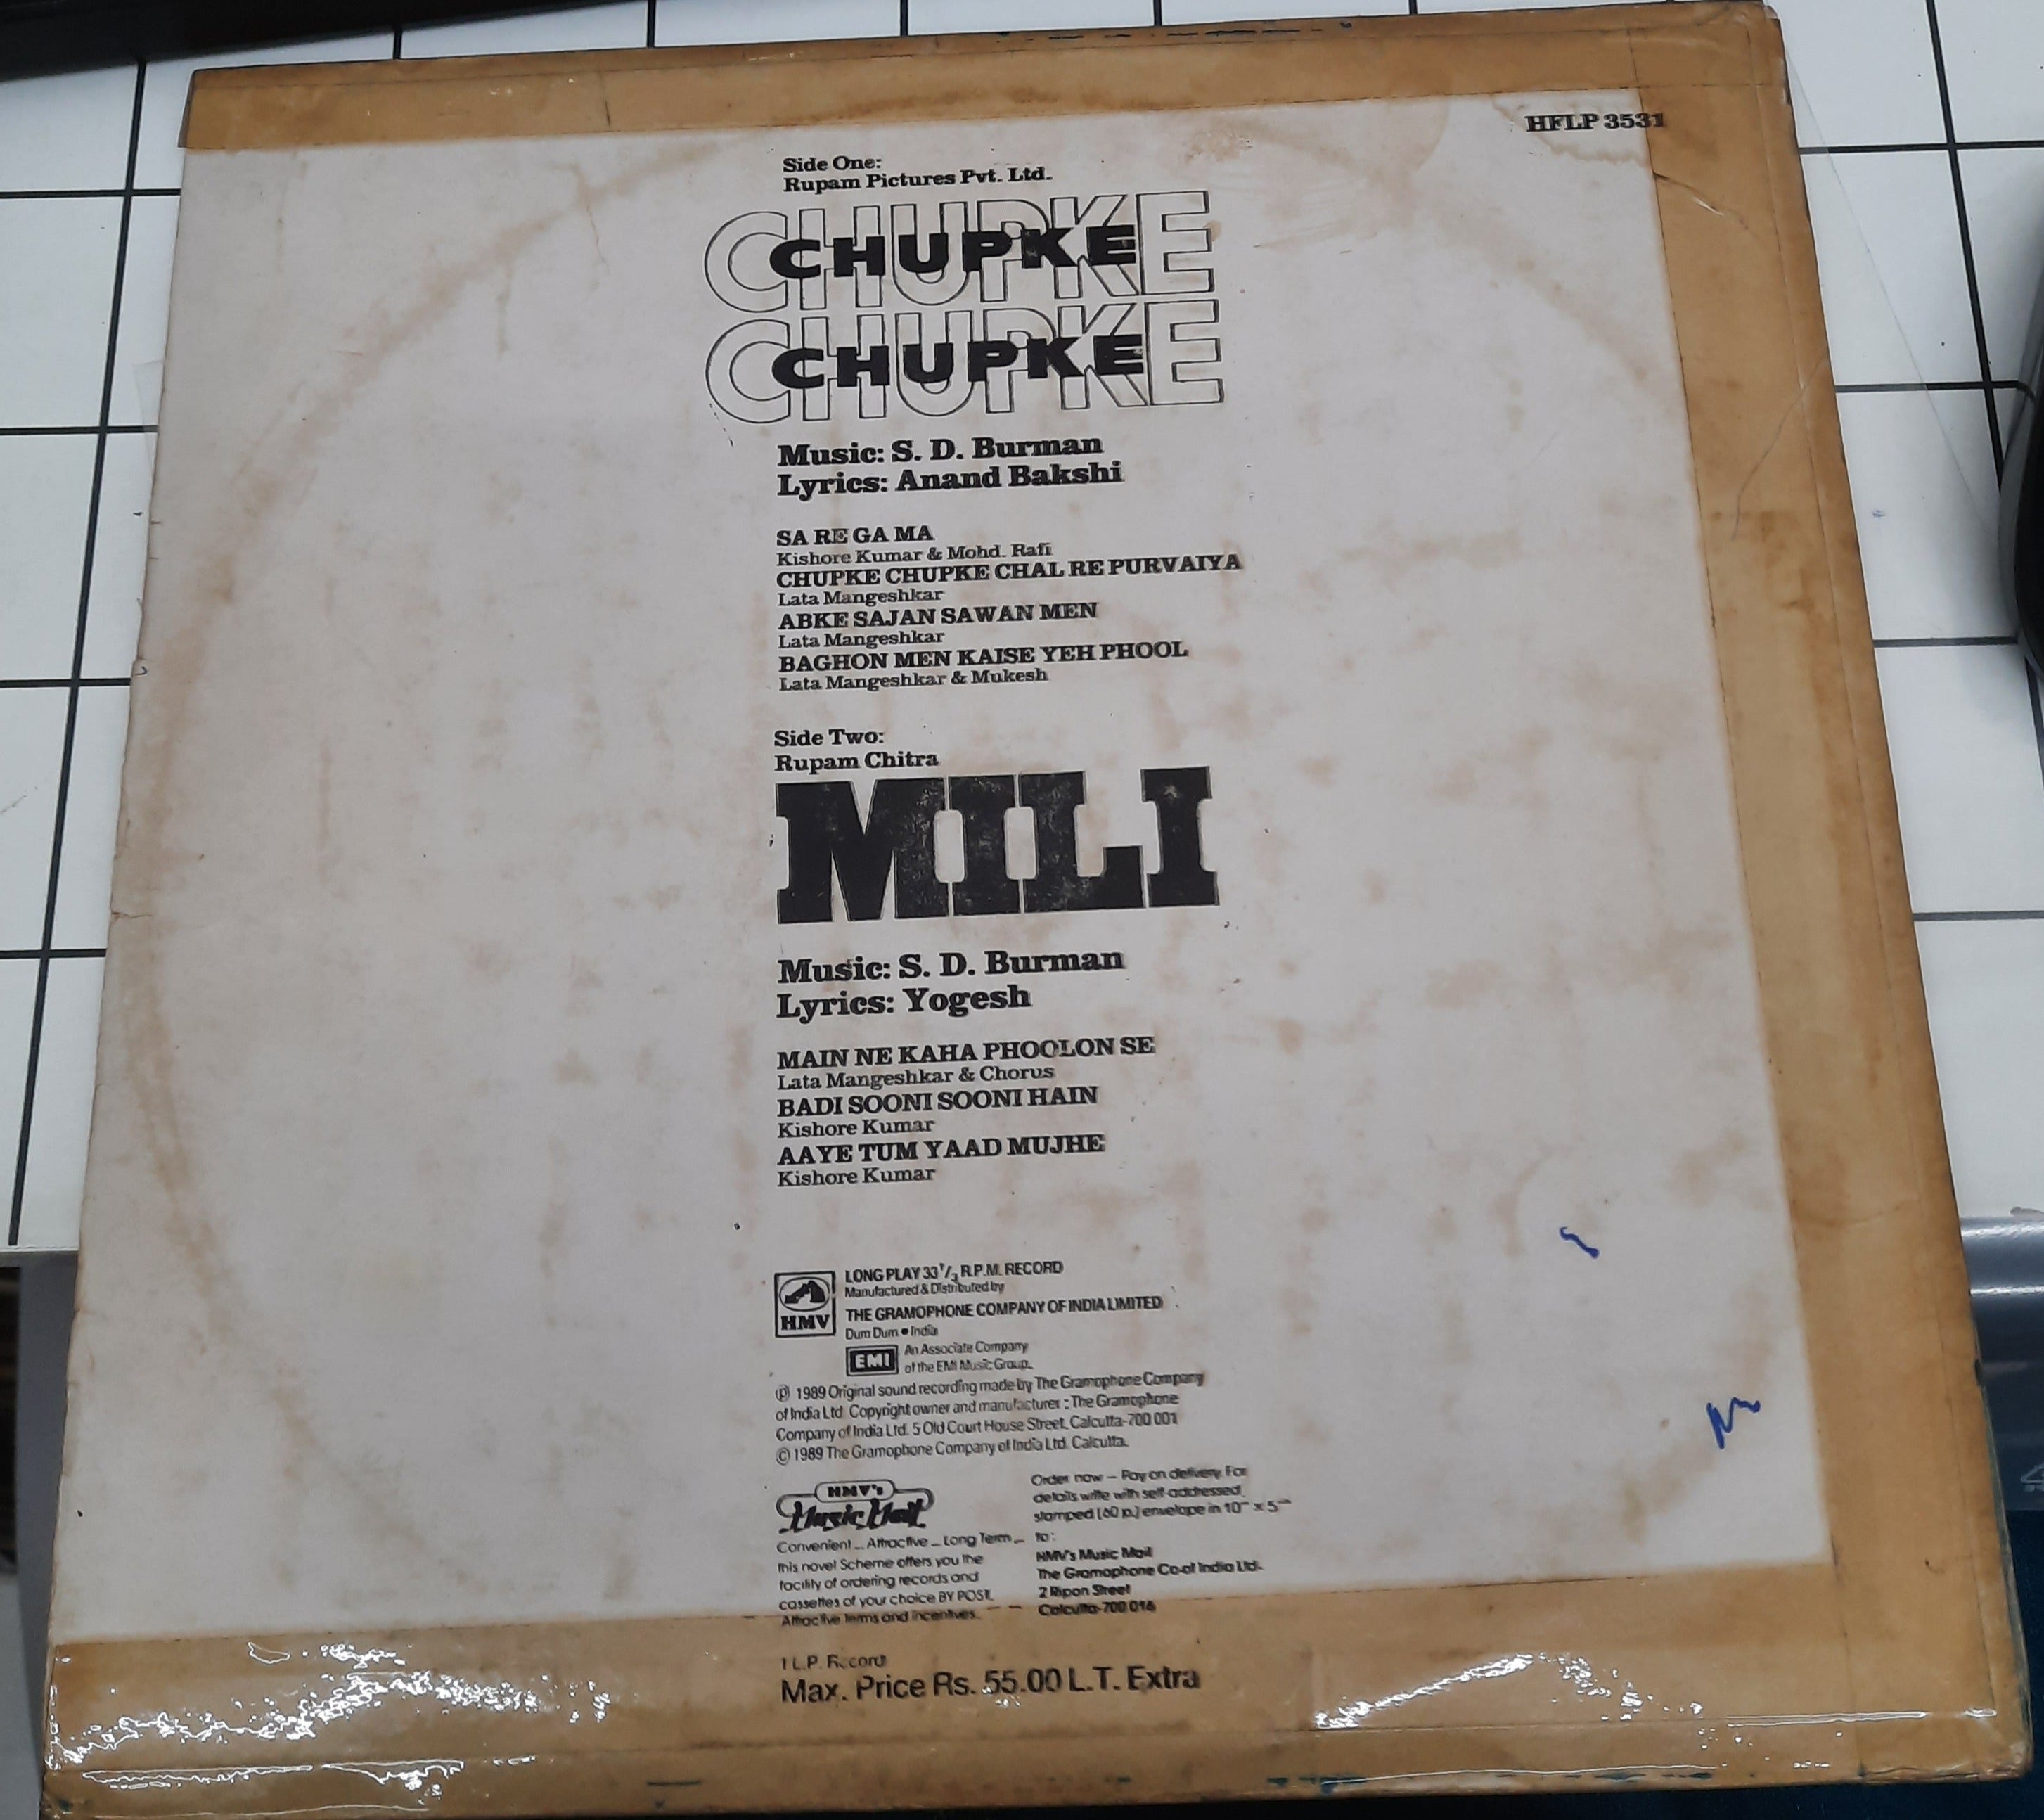 HFLP 3531
Side One:
Rupam Pictures Pvt. Ltd.
CHUPKE
CHUPKE
Music: S. D. Burman
Lyrics: Anand Bakshi
SA RE GA MA
Kishore Kumar & Mohd. Rafi
CHUPKE CHUPKE CHAL RE PURVAIYA
Lata Mangeshkar
ABKE SAJAN SAWAN MEN
Lata Mangeshkar
BAGHON MEN KAISE YEH PHOOL
Lata Mangeshkar & Mukesh
Side Two:
Rupam Chitra
MILI
Music: S. D. Burman
Lyrics: Yogesh
MAIN NE KAHA PHOOLON SE
Lata Mangeshkar & Chorus
BADI SOONI SOONI HAIN
Kishore Kumar
AAYE TUM YAAD MUJHE
Kishore Kumar
HMV
LONG PLAY 33 1/3 R.P.M. RECORD
Manufactured & Distributed by
THE GRAMOPHONE COMPANY OF INDIA LIMITED
Dum Dum • India
EMI
An Associate Company
of the EMI Music Group.
℗ 1989 Original sound recording made by The Gramophone Company
of India Ltd. Copyright owner and manufacturer : The Gramophone
Company of India Ltd. 5 Old Court House Street, Calcutta-700 001
© 1989 The Gramophone Company of India Ltd. Calcutta.
HMV's
Music Mail
Convenient ... Attractive ... Long Term ...
this novel Scheme offers you the
facility of ordering records and
cassettes of your choice BY POST.
Attractive terms and incentives.
Order now — Pay on delivery. For
details write with self-addressed
stamped (60 p.) envelope in 10" x 5"
to:
HMV's Music Mail
The Gramophone Co. of India Ltd.
2 Ripon Street
Calcutta-700 016
1 L.P. Record
Max. Price Rs. 55.00 L.T. Extra